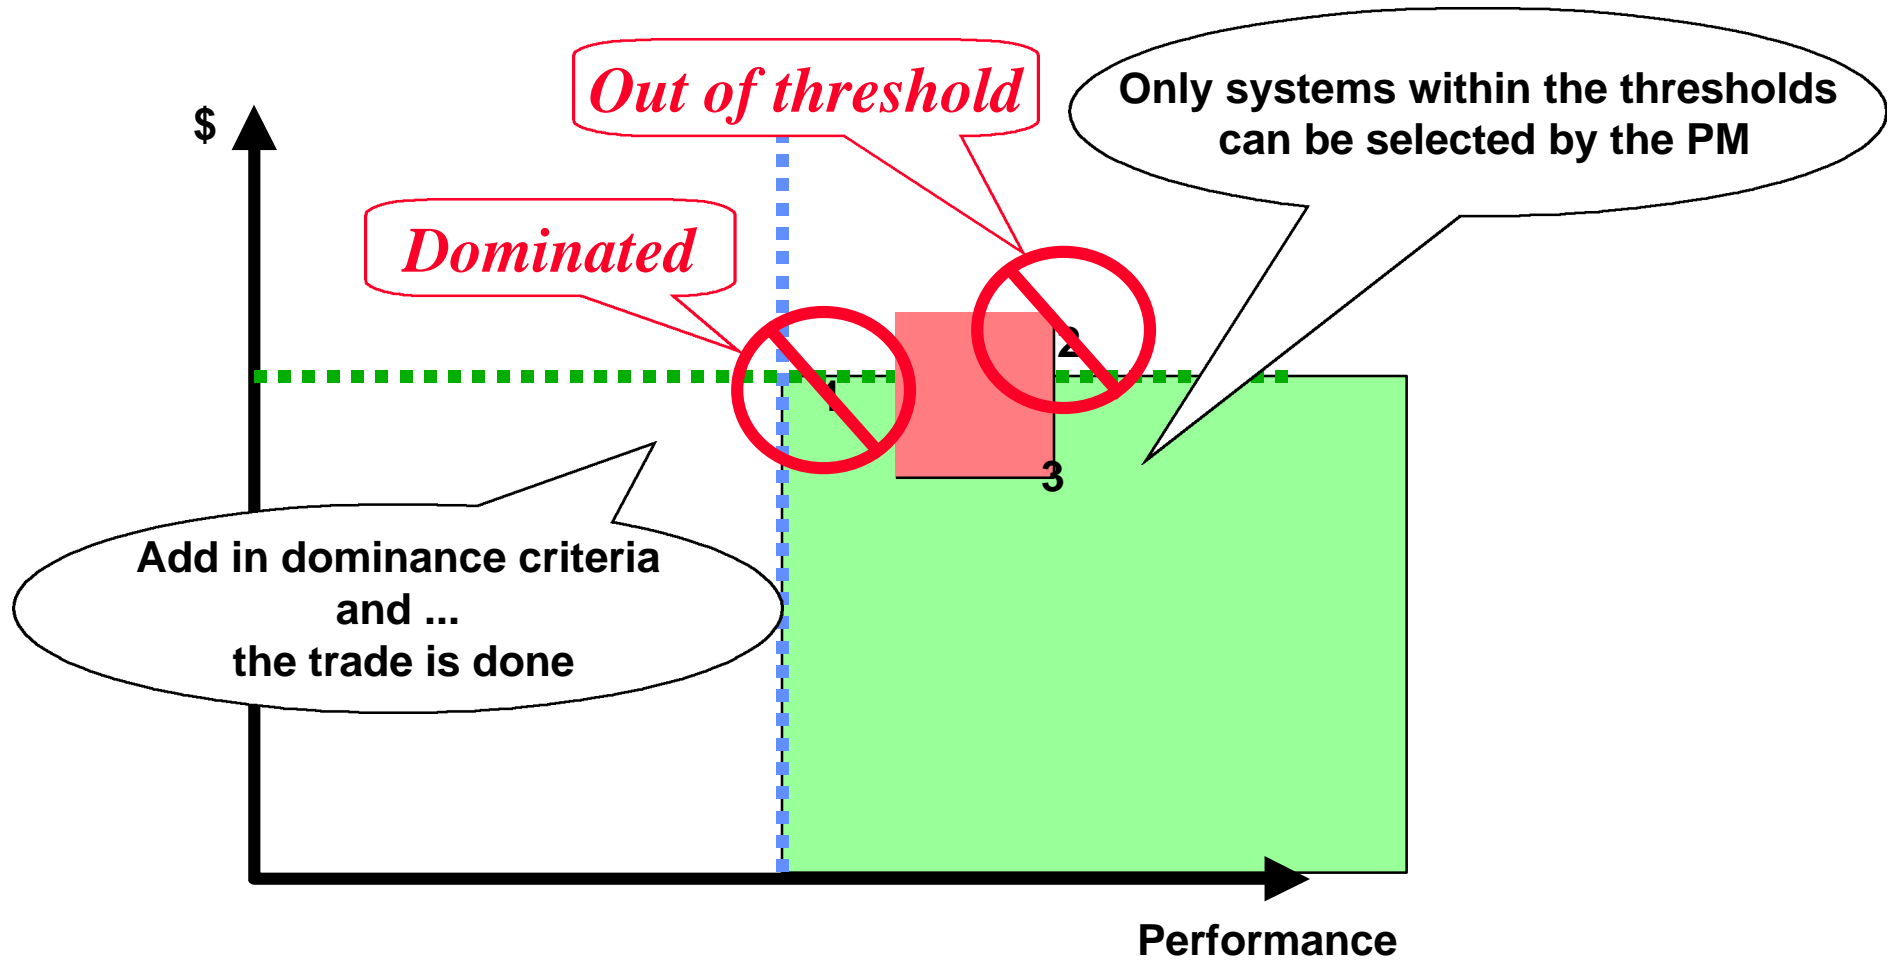 Out of threshold
Only systems within the thresholds
can be selected by the PM
$
Dominated
2
1
3
Add in dominance criteria
and ...
the trade is done
Performance